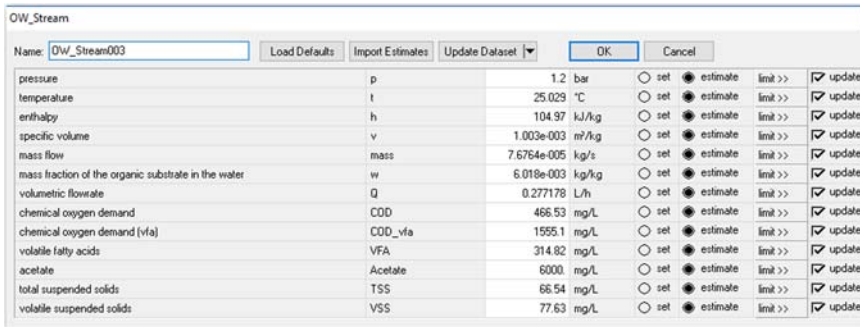 OW_Stream
Name: OW_Stream003 Load Defaults Import Estimates Update Dataset OK Cancel
pressure p 1.2 bar set estimate limit >> update
temperature t 25.029 °C set estimate limit >> update
enthalpy h 104.97 kJ/kg set estimate limit >> update
specific volume v 1.003e-003 m³/kg set estimate limit >> update
mass flow mass 7.6764e-005 kg/s set estimate limit >> update
mass fraction of the organic substrate in the water w 6.018e-003 kg/kg set estimate limit >> update
volumetric flowrate Q 0.277178 L/h set estimate limit >> update
chemical oxygen demand COD 466.53 mg/L set estimate limit >> update
chemical oxygen demand (vfa) COD_vfa 1555.1 mg/L set estimate limit >> update
volatile fatty acids VFA 314.82 mg/L set estimate limit >> update
acetate Acetate 6000. mg/L set estimate limit >> update
total suspended solids TSS 66.54 mg/L set estimate limit >> update
volatile suspended solids VSS 77.63 mg/L set estimate limit >> update